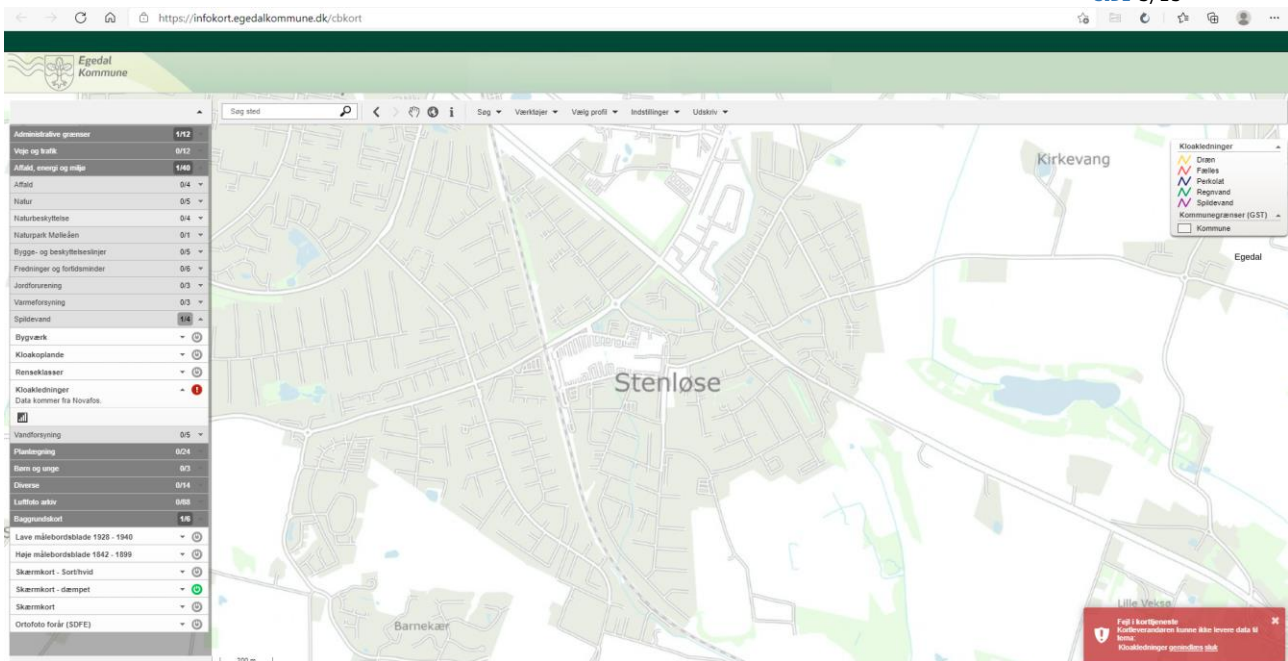 https://infokort.egedalkommune.dk/cbkort
Egedal
Kommune
Søg sted
Søg
Værktøjer
Vælg profil
Indstillinger
Udskriv
Administrative grænser 1/12
Veje og trafik 0/12
Affald, energi og miljø 1/40
Affald 0/4
Natur 0/5
Naturbeskyttelse 0/4
Naturpark Mølleåen 0/1
Bygge- og beskyttelseslinjer 0/5
Fredninger og fortidsminder 0/6
Jordforurening 0/3
Varmeforsyning 0/3
Spildevand 1/4
Bygværk
Kloakoplande
Renseklasser
Kloakledninger
Data kommer fra Novafos.
Vandforsyning 0/5
Planlægning 0/24
Børn og unge 0/3
Diverse 0/14
Luftfoto arkiv 0/88
Baggrundskort 1/6
Lave målebordsblade 1928 - 1940
Høje målebordsblade 1842 - 1899
Skærmkort - Sort/hvid
Skærmkort - dæmpet
Skærmkort
Ortofoto forår (SDFE)
Kirkevang
Stenløse
Barnekær
Lille Veksø
Egedal
Kloakledninger
Dræn
Fælles
Perkolat
Regnvand
Spildevand
Kommunegrænser (GST)
Kommune
Fejl i korttjeneste
Kortleverandøren kunne ikke levere data til
tema:
Kloakledninger genindlæs sluk
200 m